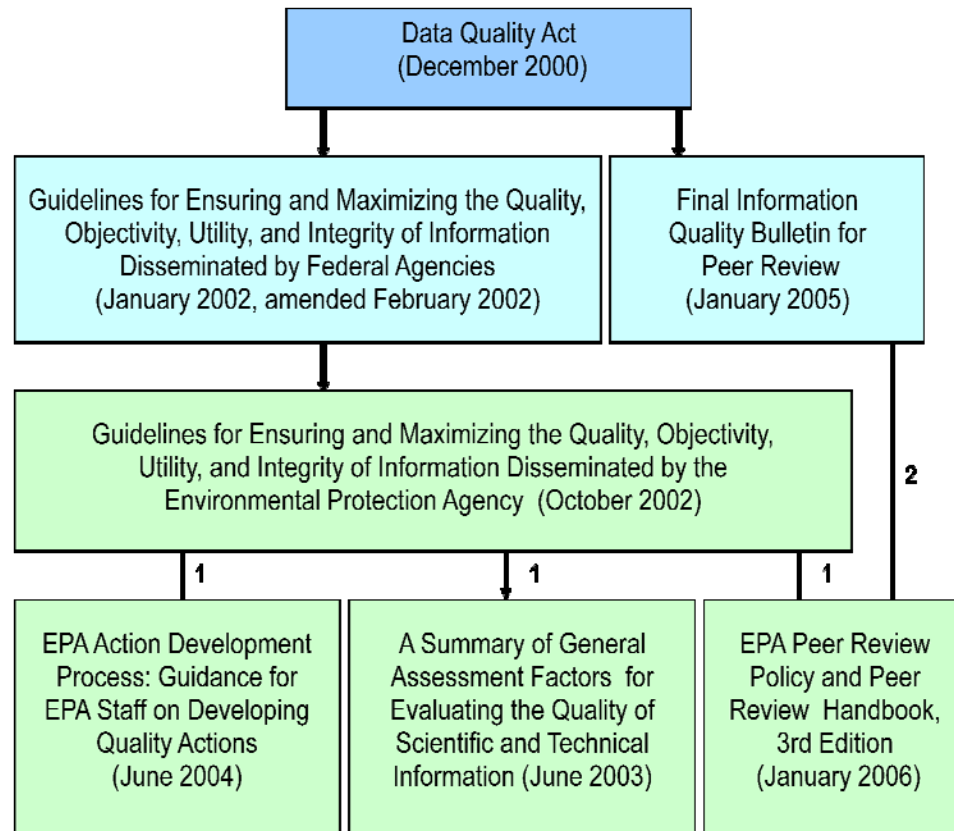 Data Quality Act
(December 2000)
Guidelines for Ensuring and Maximizing the Quality,
Objectivity, Utility, and Integrity of Information
Disseminated by Federal Agencies
(January 2002, amended February 2002)
Final Information
Quality Bulletin for
Peer Review
(January 2005)
Guidelines for Ensuring and Maximizing the Quality, Objectivity,
Utility, and Integrity of Information Disseminated by the
Environmental Protection Agency (October 2002)
2
1
1
1
EPA Action Development
Process: Guidance for
EPA Staff on Developing
Quality Actions
(June 2004)
A Summary of General
Assessment Factors for
Evaluating the Quality of
Scientific and Technical
Information (June 2003)
EPA Peer Review
Policy and Peer
Review Handbook,
3rd Edition
(January 2006)